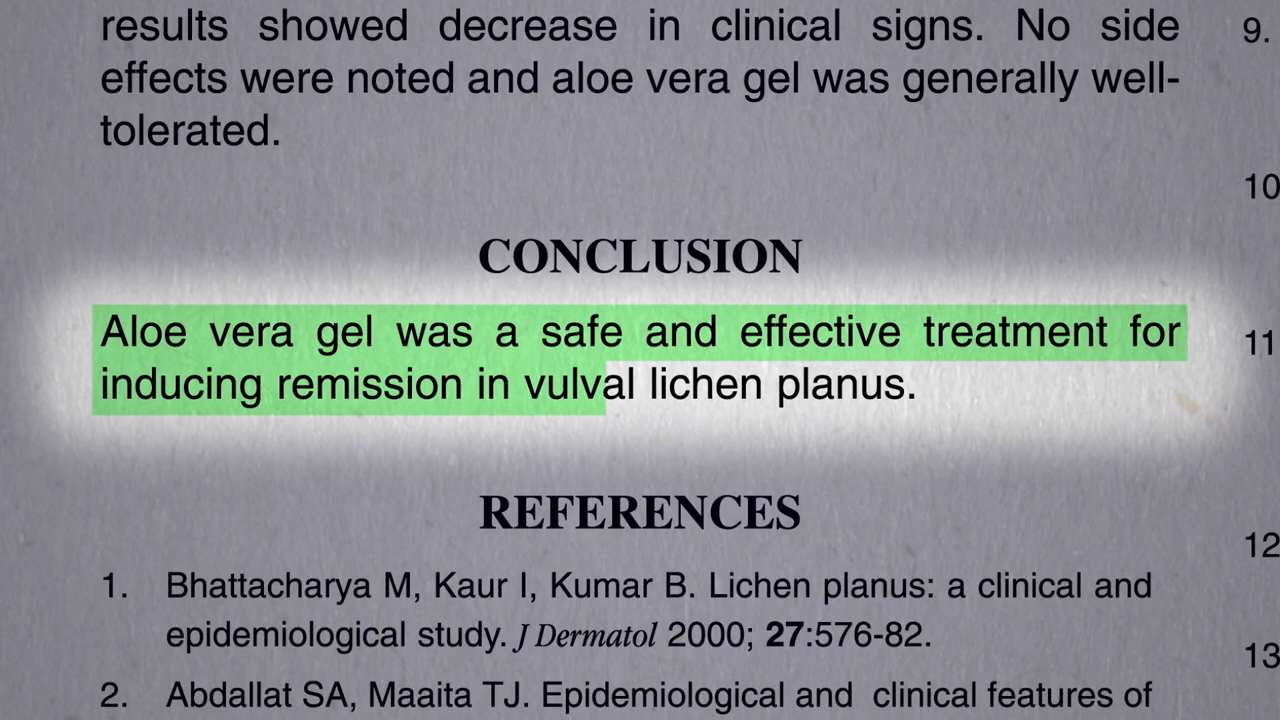 results showed decrease in clinical signs. No side
effects were noted and aloe vera gel was generally well-
tolerated.
CONCLUSION
Aloe vera gel was a safe and effective treatment for
inducing remission in vulval lichen planus.
REFERENCES
1. Bhattacharya M, Kaur I, Kumar B. Lichen planus: a clinical and
epidemiological study. J Dermatol 2000; 27:576-82.
2. Abdallat SA, Maaita TJ. Epidemiological and clinical features of
9.
10
11
12
13